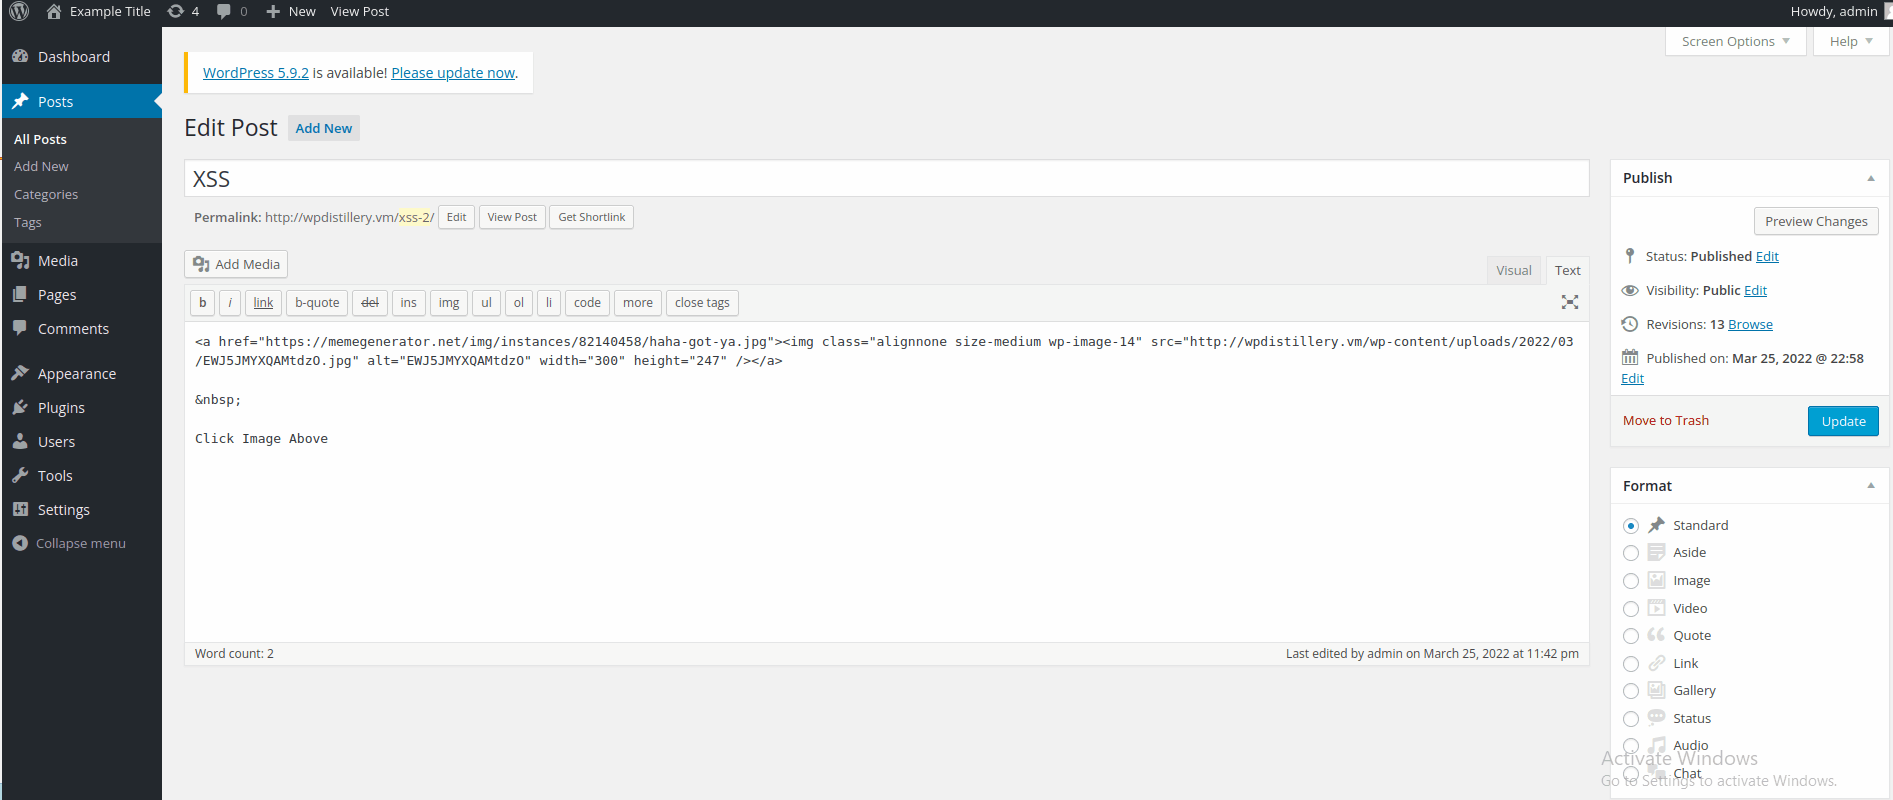 Example Title 4 0 New View Post Howdy, admin
Screen Options Help
Dashboard
Posts
All Posts
Add New
Categories
Tags
Media
Pages
Comments
Appearance
Plugins
Users
Tools
Settings
Collapse menu
WordPress 5.9.2 is available! Please update now.
Edit Post Add New
XSS
Permalink: http://wpdistillery.vm/xss-2/ Edit View Post Get Shortlink
Add Media Visual Text
b i link b-quote del ins img ul ol li code more close tags
<a href="https://memegenerator.net/img/instances/82140458/haha-got-ya.jpg"><img class="alignnone size-medium wp-image-14" src="http://wpdistillery.vm/wp-content/uploads/2022/03
/EWJ5JMYXQAMtdzO.jpg" alt="EWJ5JMYXQAMtdzO" width="300" height="247" /></a>
&nbsp;
Click Image Above
Word count: 2 Last edited by admin on March 25, 2022 at 11:42 pm
Publish
Preview Changes
Status: Published Edit
Visibility: Public Edit
Revisions: 13 Browse
Published on: Mar 25, 2022 @ 22:58
Edit
Move to Trash Update
Format
Standard
Aside
Image
Video
Quote
Link
Gallery
Status
Audio
Chat
Activate Windows
Go to Settings to activate Windows.